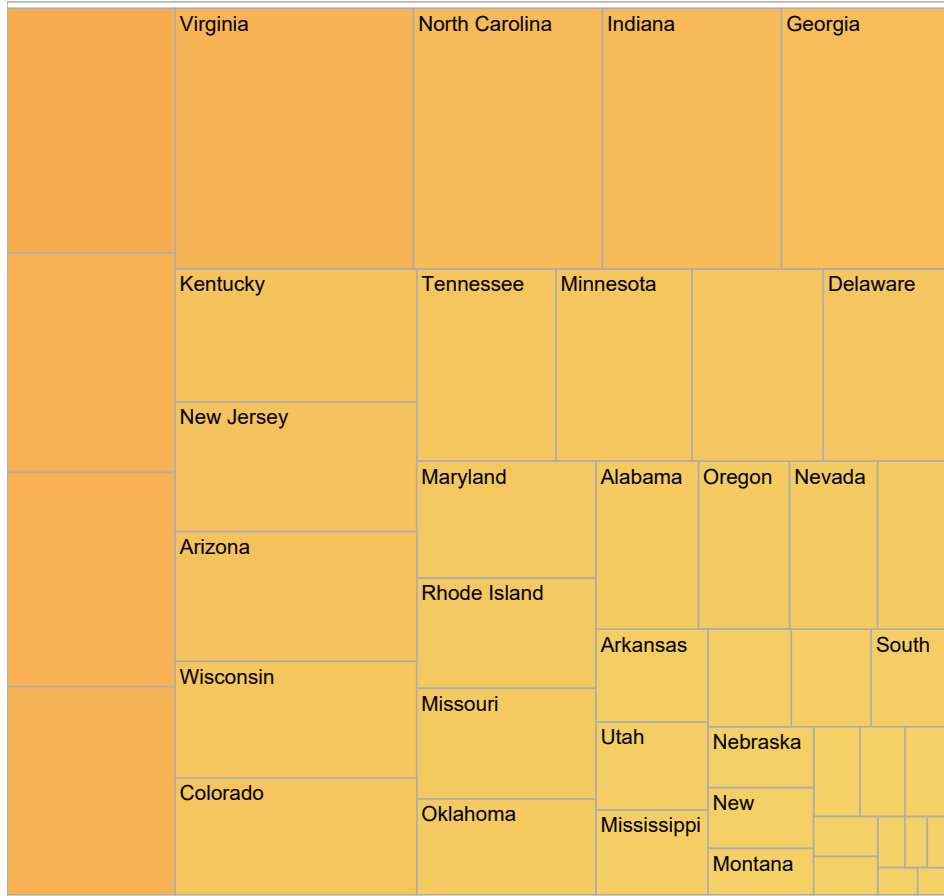 Virginia
North Carolina
Indiana
Georgia
Kentucky
Tennessee
Minnesota
Delaware
New Jersey
Maryland
Alabama
Oregon
Nevada
Arizona
Rhode Island
Arkansas
South
Wisconsin
Missouri
Utah
Nebraska
Colorado
Oklahoma
New
Mississippi
Montana